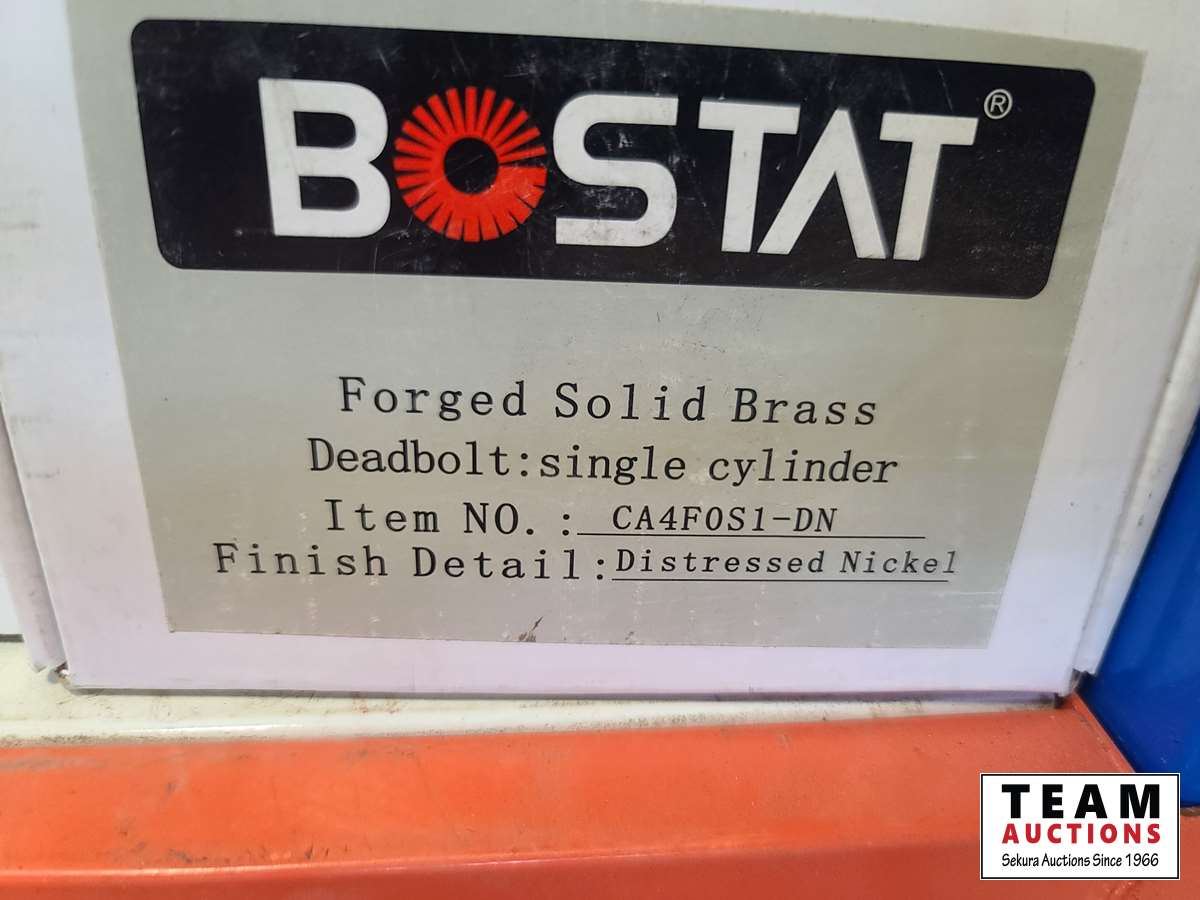 BOSTAT®
Forged Solid Brass
Deadbolt:single cylinder
Item NO.: CA4F0S1-DN
Finish Detail:Distressed Nickel
TEAM
AUCTIONS
Sekura Auctions Since 1966